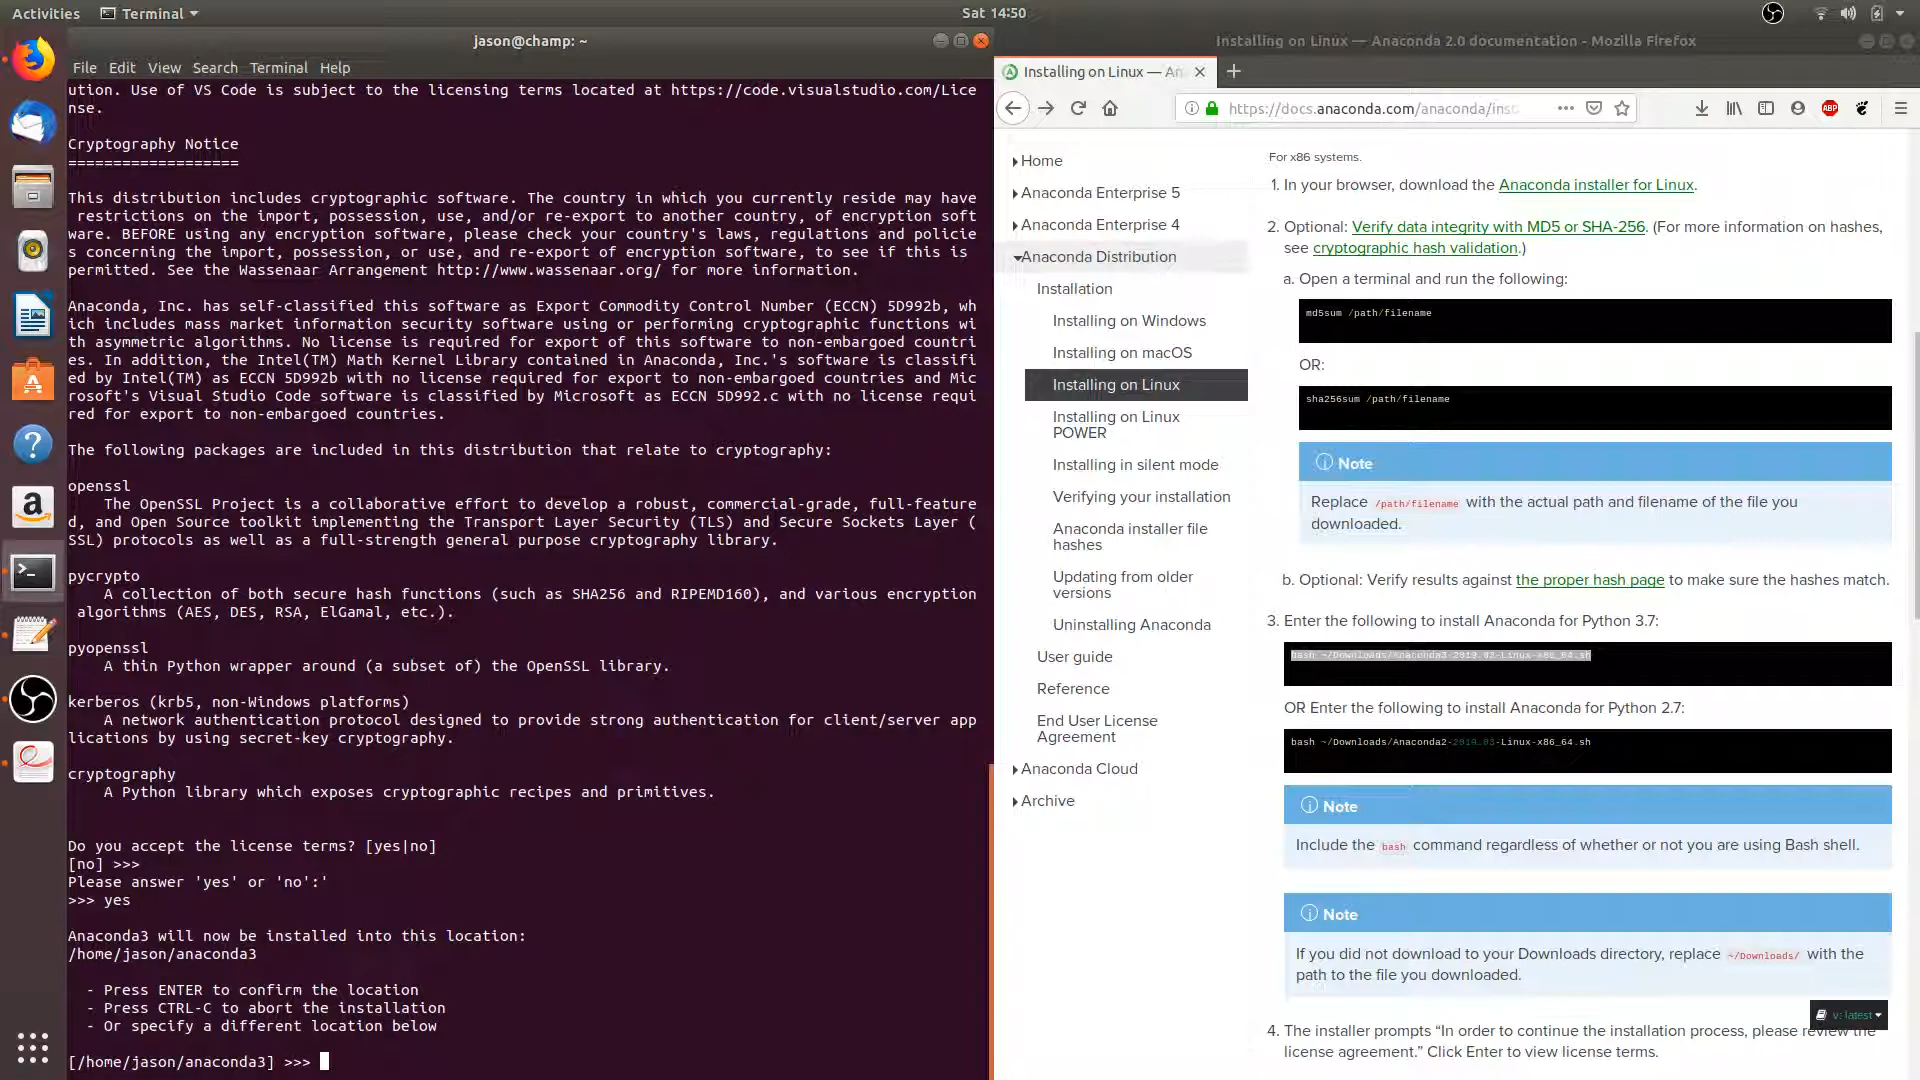 Activities
Terminal
Sat 14:50
jason@champ: ~
File Edit View Search Terminal Help
ution. Use of VS Code is subject to the licensing terms located at https://code.visualstudio.com/Lice
nse.
Cryptography Notice
===================
This distribution includes cryptographic software. The country in which you currently reside may have
restrictions on the import, possession, use, and/or re-export to another country, of encryption soft
ware. BEFORE using any encryption software, please check your country's laws, regulations and policie
s concerning the import, possession, or use, and re-export of encryption software, to see if this is
permitted. See the Wassenaar Arrangement http://www.wassenaar.org/ for more information.
Anaconda, Inc. has self-classified this software as Export Commodity Control Number (ECCN) 5D992b, wh
ich includes mass market information security software using or performing cryptographic functions wi
th asymmetric algorithms. No license is required for export of this software to non-embargoed countri
es. In addition, the Intel(TM) Math Kernel Library contained in Anaconda, Inc.'s software is classifi
ed by Intel(TM) as ECCN 5D992b with no license required for export to non-embargoed countries and Mic
rosoft's Visual Studio Code software is classified by Microsoft as ECCN 5D992.c with no license requi
red for export to non-embargoed countries.
The following packages are included in this distribution that relate to cryptography:
openssl
The OpenSSL Project is a collaborative effort to develop a robust, commercial-grade, full-feature
d, and Open Source toolkit implementing the Transport Layer Security (TLS) and Secure Sockets Layer (
SSL) protocols as well as a full-strength general purpose cryptography library.
pycrypto
A collection of both secure hash functions (such as SHA256 and RIPEMD160), and various encryption
algorithms (AES, DES, RSA, ElGamal, etc.).
pyopenssl
A thin Python wrapper around (a subset of) the OpenSSL library.
kerberos (krb5, non-Windows platforms)
A network authentication protocol designed to provide strong authentication for client/server app
lications by using secret-key cryptography.
cryptography
A Python library which exposes cryptographic recipes and primitives.
Do you accept the license terms? [yes|no]
[no] >>>
Please answer 'yes' or 'no':'
>>> yes
Anaconda3 will now be installed into this location:
/home/jason/anaconda3
- Press ENTER to confirm the location
- Press CTRL-C to abort the installation
- Or specify a different location below
[/home/jason/anaconda3] >>>
Installing on Linux — Anaconda 2.0 documentation - Mozilla Firefox
Installing on Linux — An
https://docs.anaconda.com/anaconda/inst
ABP
Home
Anaconda Enterprise 5
Anaconda Enterprise 4
Anaconda Distribution
Installation
Installing on Windows
Installing on macOS
Installing on Linux
Installing on Linux
POWER
Installing in silent mode
Verifying your installation
Anaconda installer file
hashes
Updating from older
versions
Uninstalling Anaconda
User guide
Reference
End User License
Agreement
Anaconda Cloud
Archive
For x86 systems.
1. In your browser, download the Anaconda installer for Linux.
2. Optional: Verify data integrity with MD5 or SHA-256. (For more information on hashes,
see cryptographic hash validation.)
a. Open a terminal and run the following:
md5sum /path/filename
OR:
sha256sum /path/filename
Note
Replace /path/filename with the actual path and filename of the file you
downloaded.
b. Optional: Verify results against the proper hash page to make sure the hashes match.
3. Enter the following to install Anaconda for Python 3.7:
bash ~/Downloads/Anaconda3-2019.03-Linux-x86_64.sh
OR Enter the following to install Anaconda for Python 2.7:
bash ~/Downloads/Anaconda2-2019.03-Linux-x86_64.sh
Note
Include the bash command regardless of whether or not you are using Bash shell.
Note
If you did not download to your Downloads directory, replace ~/Downloads/ with the
path to the file you downloaded.
v: latest
4. The installer prompts “In order to continue the installation process, please review the
license agreement.” Click Enter to view license terms.